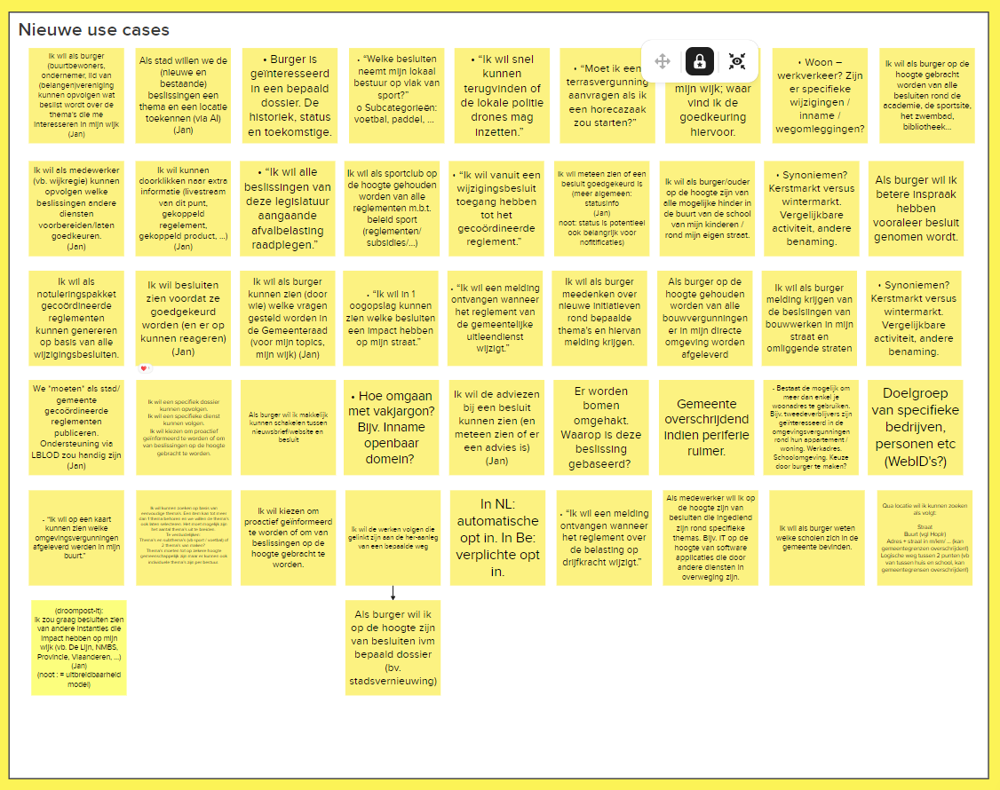 Nieuwe use cases
Ik wil als burger
(buurtbewoners,
ondernemer, lid van
(belangen)vereniging
kunnen opvolgen wat
beslist wordt over de
thema's die me
interesseren in mijn wijk
(Jan)
Als stad willen we de
(nieuwe en
bestaande)
beslissingen een
thema en een locatie
toekennen (via AI)
(Jan)
• Burger is
geïnteresseerd
in een bepaald
dossier. De
historiek, status
en toekomstige.
• “Welke besluiten
neemt mijn lokaal
bestuur op vlak van
sport?”
o Subcategorieën:
voetbal, paddel, ...
• “Ik wil snel
kunnen
terugvinden of
de lokale politie
drones mag
inzetten.”
• “Moet ik een
terrasvergunning
aanvragen als ik
een horecazaak
zou starten?”
mijn wijk; waar
vind ik de
goedkeuring
hiervoor.
• Woon –
werkverkeer? Zijn
er specifieke
wijzigingen /
inname /
wegomleggingen?
Ik wil als burger op de
hoogte gebracht
worden van alle
besluiten rond de
academie, de sportsite,
het zwembad,
bibliotheek...
Ik wil als medewerker
(vb. wijkregie) kunnen
opvolgen welke
beslissingen andere
diensten
voorbereiden/laten
goedkeuren.
(Jan)
Ik wil kunnen
doorklikken naar extra
informatie (livestream
van dit punt,
gekoppeld
regelement,
gekoppeld product, ...)
(Jan)
• “Ik wil alle
beslissingen van
deze legislatuur
aangaande
afvalbelasting
raadplegen.”
Ik wil als sportclub op
de hoogte gehouden
worden van alle
reglementen m.b.t.
beleid sport
(reglementen/
subsidies/...)
• “Ik wil vanuit een
wijzigingsbesluit
toegang hebben
tot het
gecoördineerde
reglement.”
Ik wil meteen zien of een
besluit goedgekeurd is
(meer algemeen:
statusinfo
(Jan)
noot: status is potentieel
ook belangrijk voor
nofitificaties)
Ik wil als burger/ouder
op de hoogte zijn van
alle mogelijke hinder in
de buurt van de school
van mijn kinderen /
rond mijn eigen straat.
• Synoniemen?
Kerstmarkt versus
wintermarkt.
Vergelijkbare
activiteit, andere
benaming.
Als burger wil ik
betere inspraak
hebben
vooraleer besluit
genomen wordt.
Ik wil als
notuleringspakket
gecoördineerde
reglementen
kunnen genereren
op basis van alle
wijzigingsbesluiten.
Ik wil besluiten
zien voordat ze
goedgekeurd
worden (en er op
kunnen reageren)
(Jan)
Ik wil als burger
kunnen zien (door
wie) welke vragen
gesteld worden in
de Gemeenteraad
(voor mijn topics,
mijn wijk) (Jan)
• “Ik wil in 1
oogopslag kunnen
zien welke besluiten
een impact hebben
op mijn straat.”
• “Ik wil een melding
ontvangen wanneer
het reglement van
de gemeentelijke
uitleendienst
wijzigt.”
Ik wil als burger
meedenken over
nieuwe initiatieven
rond bepaalde
thema's en hiervan
melding krijgen.
Als burger op de
hoogte gehouden
worden van alle
bouwvergunningen
er in mijn directe
omgeving worden
afgeleverd
Ik wil als burger
melding krijgen van
de beslsingen van
bouwwerken in mijn
straat en
omliggende straten
• Synoniemen?
Kerstmarkt versus
wintermarkt.
Vergelijkbare
activiteit, andere
benaming.
We "moeten" als stad/
gemeente
gecoördineerde
reglementen
publiceren.
Ondersteuning via
LBLOD zou handig zijn
(Jan)
Ik wil een specifiek dossier
kunnen opvolgen.
Ik wil een specifieke dienst
kunnen volgen.
Ik wil kiezen om proactief
geïnformeerd te worden of om
van beslissingen op de hoogte
gebracht te worden.
Als burger wil ik makkelijk
kunnen schakelen tussen
nieuwsbrief/website en
besluit
• Hoe omgaan
met vakjargon?
Bijv. Inname
openbaar
domein?
Ik wil de adviezen
bij een besluit
kunnen zien (en
meteen zien of er
een advies is)
(Jan)
Er worden
bomen
omgehakt.
Waarop is deze
beslissing
gebaseerd?
Gemeente
overschrijdend
indien periferie
ruimer.
• Bestaat de mogelijk om
meer dan enkel je
woonadres te gebruiken.
Bijv. tweedeverblijvers zijn
geïnteresseerd in de
omgevingsvergunningen
rond hun appartement /
woning. Werkadres.
Schoolomgeving. Keuze
door burger te maken?
Doelgroep
van specifieke
bedrijven,
personen etc
(WebID's?)
• “Ik wil op een kaart
kunnen zien welke
omgevingsvergunningen
afgeleverd werden in mijn
buurt.”
Ik wil kunnen zoeken op basis van
eenvoudige thema's. Een item kan tot meer
dan 1 thema behoren en we willen de thema's
ook laten selecteren. Het moet mogelijk zijn
het aantal thema's uit te breiden.
Te verduidelijken:
Thema's en subthema's (vb sport / voetbal) of
2 thema's van maken?
Thema's moeten tot op zekere hoogte
gemeenschappelijk zijn maar er kunnen ook
individuele thema's zijn per bestuur.
Ik wil kiezen om
proactief geïnformeerd
te worden of om van
beslissingen op de
hoogte gebracht te
worden.
Ik wil de werken volgen die
gelinkt zijn aan de her-aanleg
van een bepaalde weg
In NL:
automatische
opt in. In Be:
verplichte opt
in.
• “Ik wil een melding
ontvangen wanneer
het reglement over
de belasting op
drijfkracht wijzigt.”
Als medewerker wil ik op
de hoogte zijn van
besluiten die ingediend
zijn rond specifieke
themas. Bijv. IT op de
hoogte van software
applicaties die door
andere diensten in
overweging zijn.
Ik wil als burger weten
welke scholen zich in de
gemeente bevinden.
Qua locatie wil ik kunnen zoeken
als volgt:
Straat
Buurt (vgl Hoplr)
Adres + straal in m/km/ ... (kan
gemeentegrenzen overschrijden!)
Logische weg tussen 2 punten (vb
van tussen huis en school, kan
gemeentegrensen overschrijden!)
(droompost-it):
Ik zou graag besluiten zien
van andere instanties die
impact hebben op mijn
wijk (vb. De Lijn, NMBS,
Provincie, Vlaanderen, ...)
(Jan)
(noot : = uitbreidbaarheid
model)
Als burger wil ik
op de hoogte zijn
van besluiten ivm
bepaald dossier
(bv.
stadsvernieuwing)